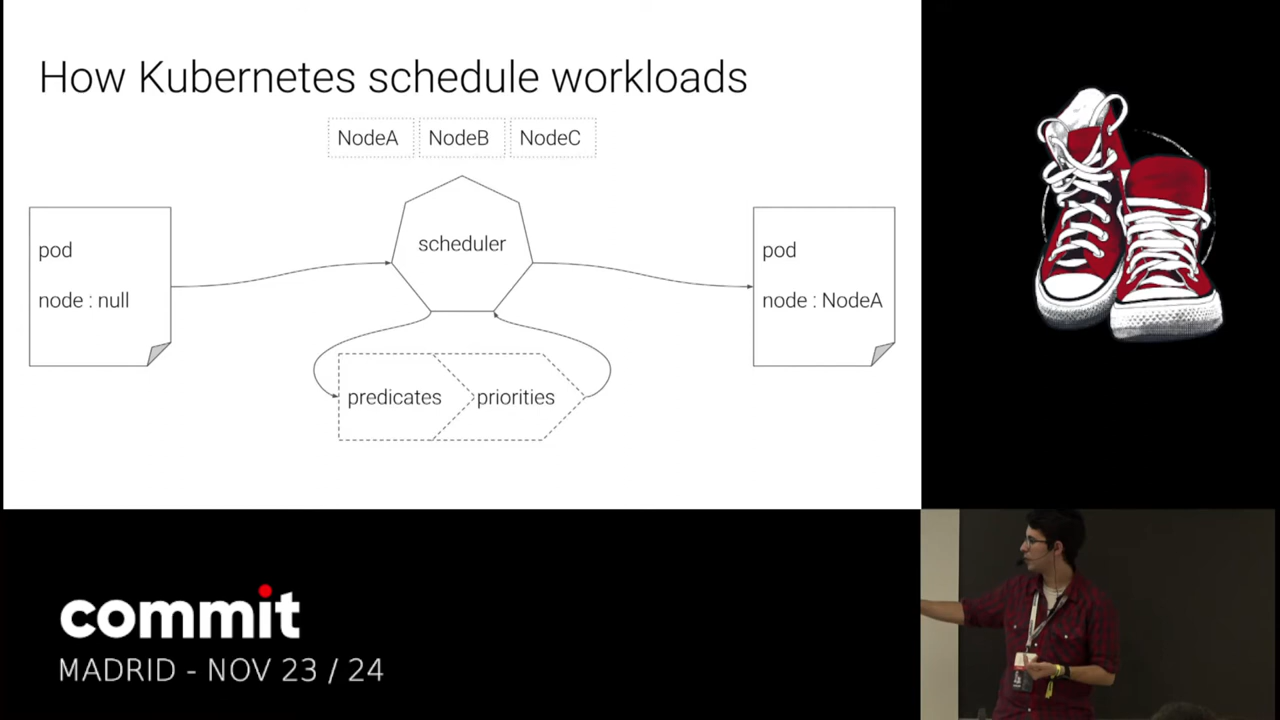 How Kubernetes schedule workloads
NodeA NodeB NodeC
pod
node : null
scheduler
pod
node : NodeA
predicates priorities
commit
MADRID - NOV 23 / 24